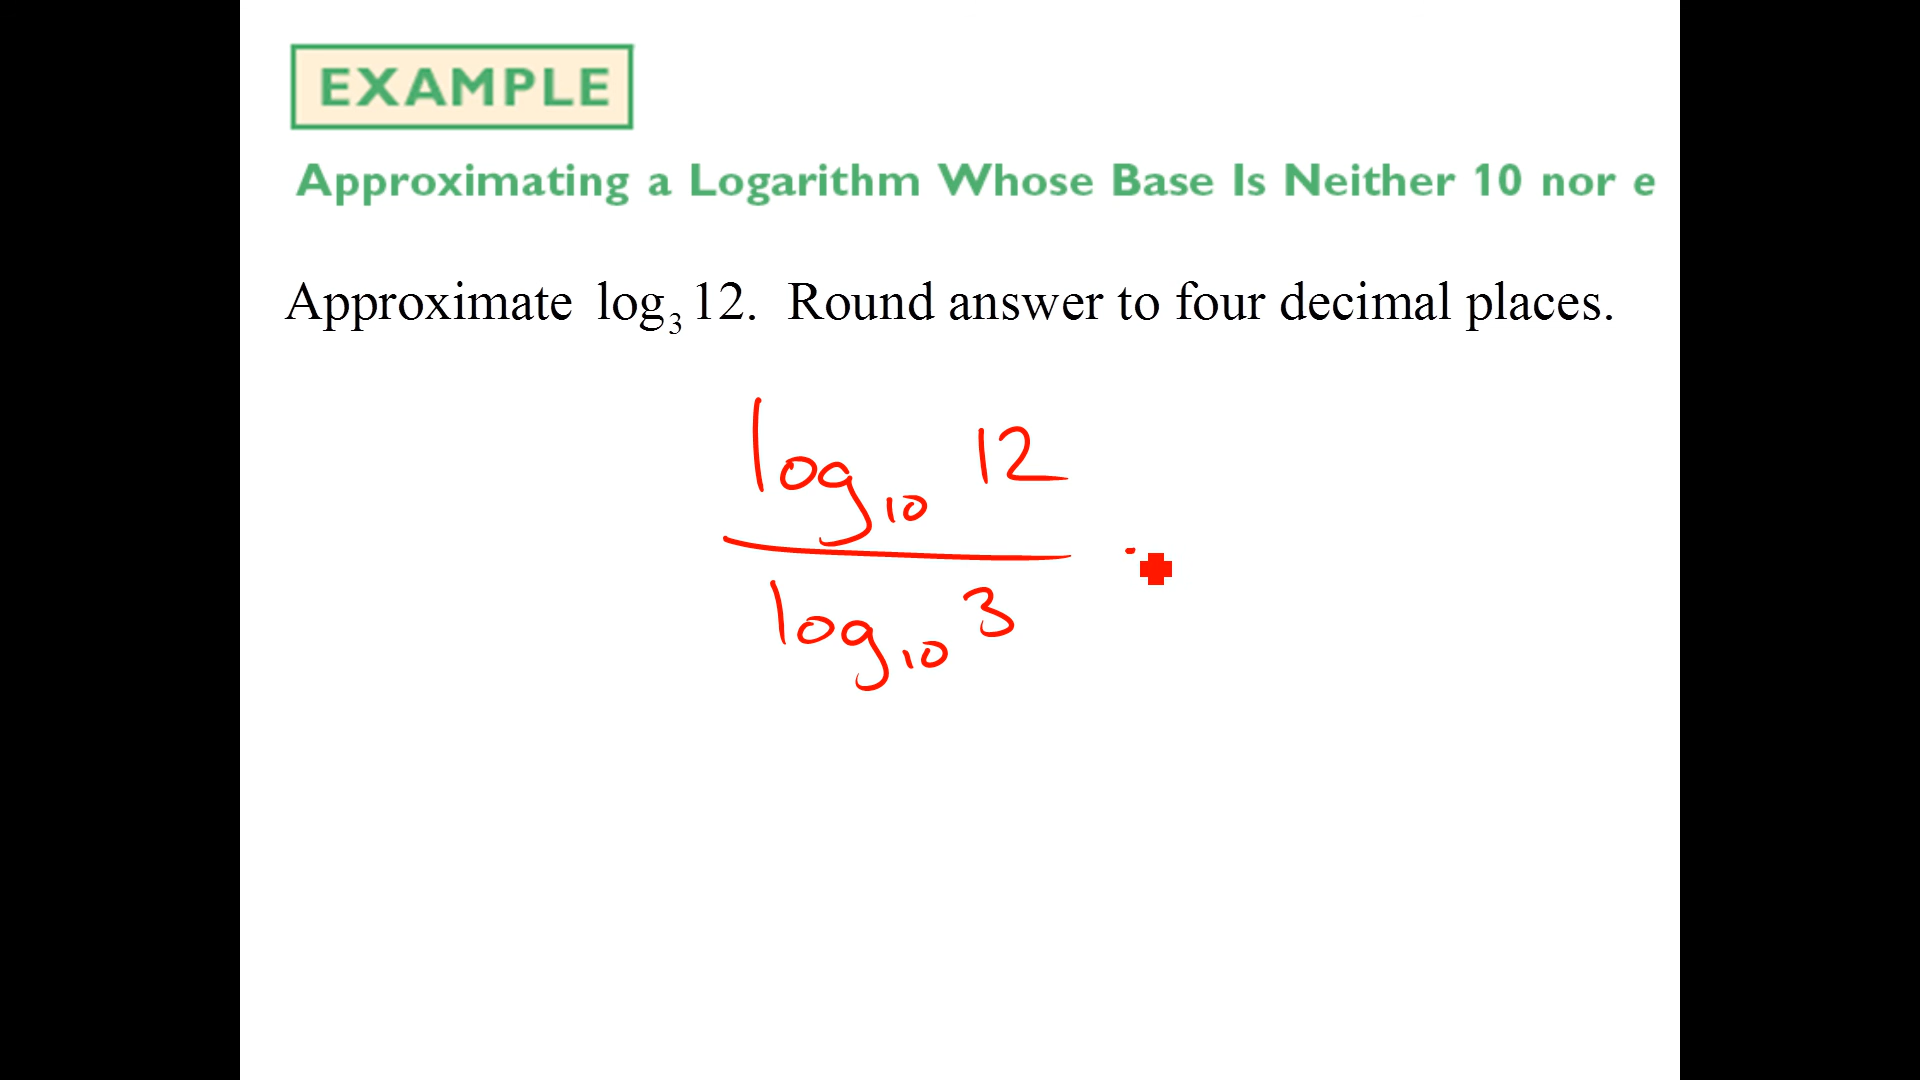 EXAMPLE
Approximating a Logarithm Whose Base Is Neither 10 nor e
Approximate log₃ 12. Round answer to four decimal places.
log₁₀ 12
log₁₀ 3